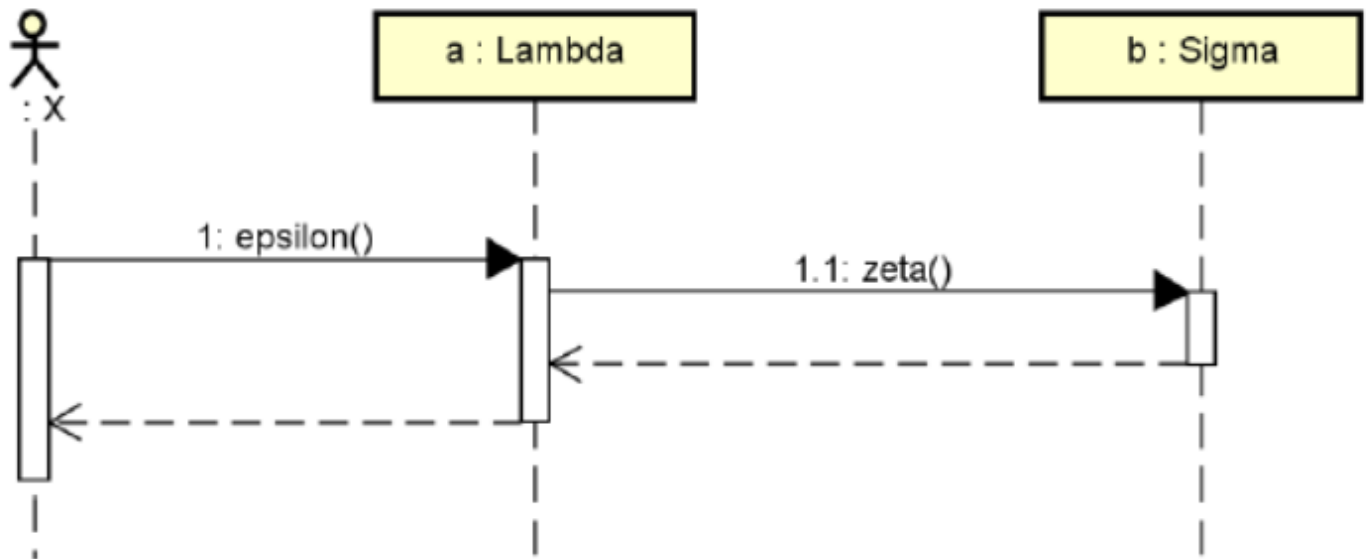 a : Lambda
b : Sigma
: X
1: epsilon()
1.1: zeta()